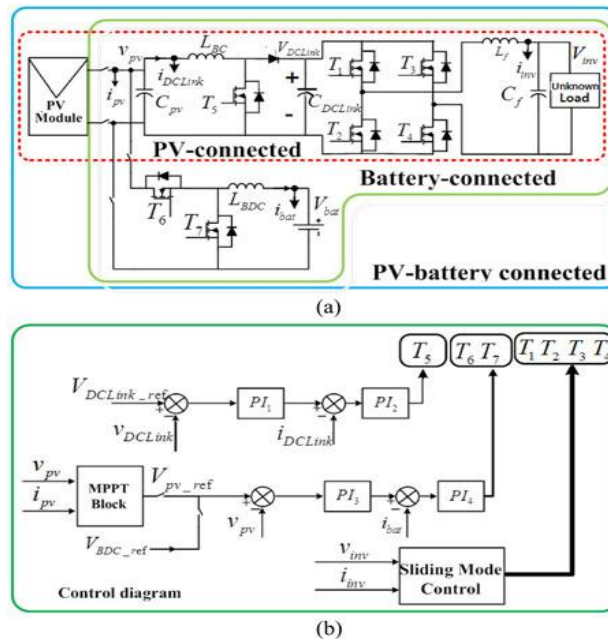 v_pv
i_DCLink
L_BC
V_DCLink
T_1
T_3
L_f
i_inv
V_inv
PV
Module
i_pv
C_pv
T_5
+
-
C_DCLink
T_2
T_4
C_f
Unknown
Load
PV-connected
Battery-connected
T_6
T_7
L_BDC
i_bat
V_bat
+
PV-battery connected
(a)
T_5
T_6 T_7
T_1 T_2 T_3 T_4
V_DCLink_ref
+
-
v_DCLink
PI_1
+
-
i_DCLink
PI_2
v_pv
i_pv
MPPT
Block
V_pv_ref
V_BDC_ref
+
-
v_pv
PI_3
+
-
i_bat
PI_4
v_inv
i_inv
Sliding Mode
Control
Control diagram
(b)